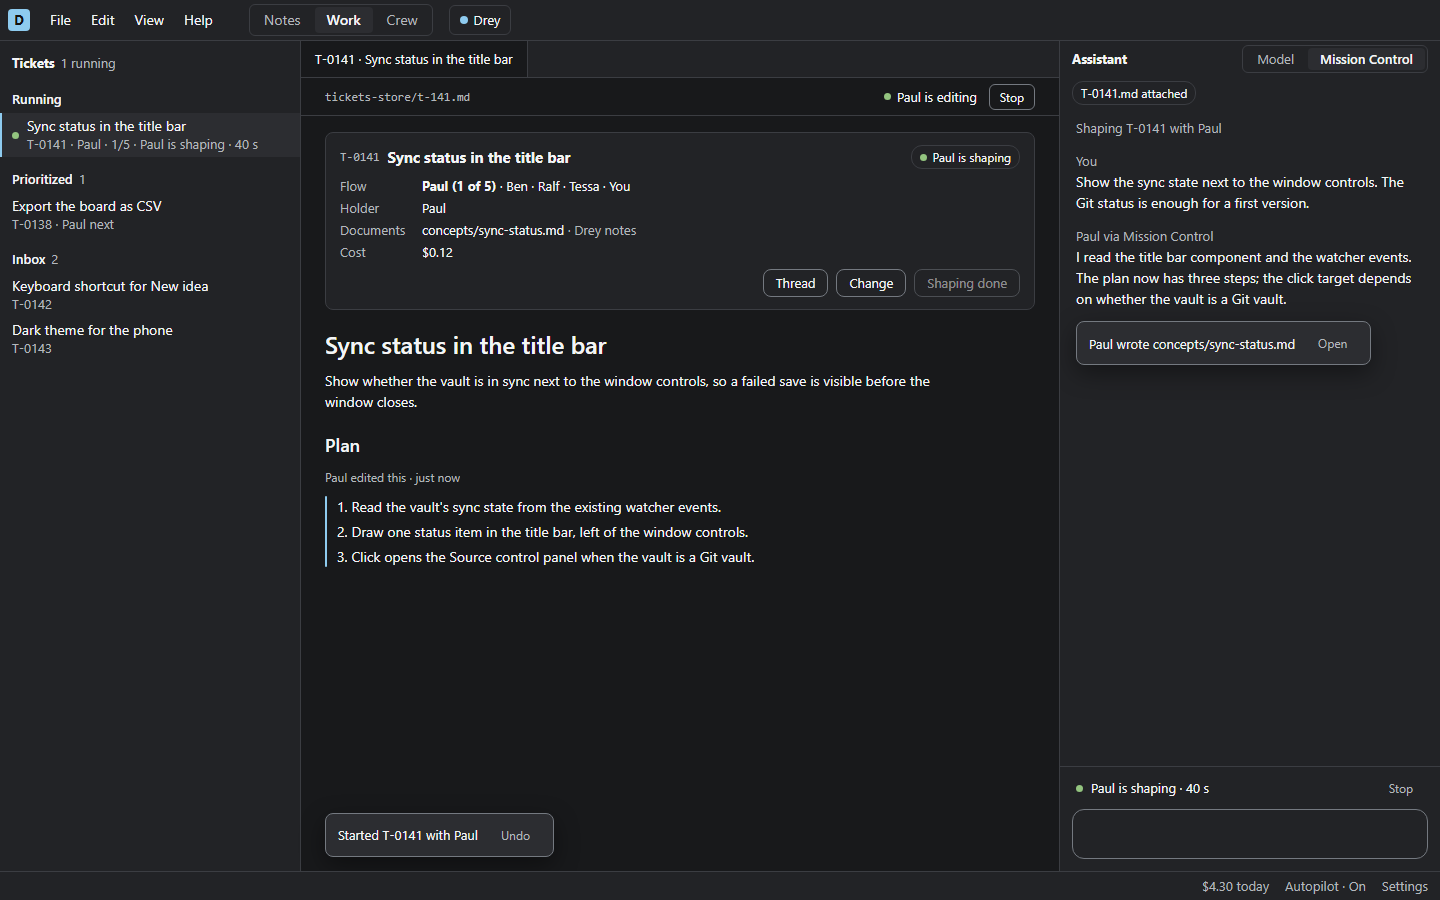 D File Edit View Help Notes Work Crew Drey
Tickets 1 running
Running
Sync status in the title bar
T-0141 · Paul · 1/5 · Paul is shaping · 40 s
Prioritized 1
Export the board as CSV
T-0138 · Paul next
Inbox 2
Keyboard shortcut for New idea
T-0142
Dark theme for the phone
T-0143
T-0141 · Sync status in the title bar
tickets-store/t-141.md
Paul is editing Stop
T-0141 Sync status in the title bar
Paul is shaping
Flow Paul (1 of 5) · Ben · Ralf · Tessa · You
Holder Paul
Documents concepts/sync-status.md · Drey notes
Cost $0.12
Thread Change Shaping done
Sync status in the title bar
Show whether the vault is in sync next to the window controls, so a failed save is visible before the
window closes.
Plan
Paul edited this · just now
1. Read the vault's sync state from the existing watcher events.
2. Draw one status item in the title bar, left of the window controls.
3. Click opens the Source control panel when the vault is a Git vault.
Started T-0141 with Paul Undo
Assistant Model Mission Control
T-0141.md attached
Shaping T-0141 with Paul
You
Show the sync state next to the window controls. The
Git status is enough for a first version.
Paul via Mission Control
I read the title bar component and the watcher events.
The plan now has three steps; the click target depends
on whether the vault is a Git vault.
Paul wrote concepts/sync-status.md Open
Paul is shaping · 40 s Stop
$4.30 today Autopilot · On Settings